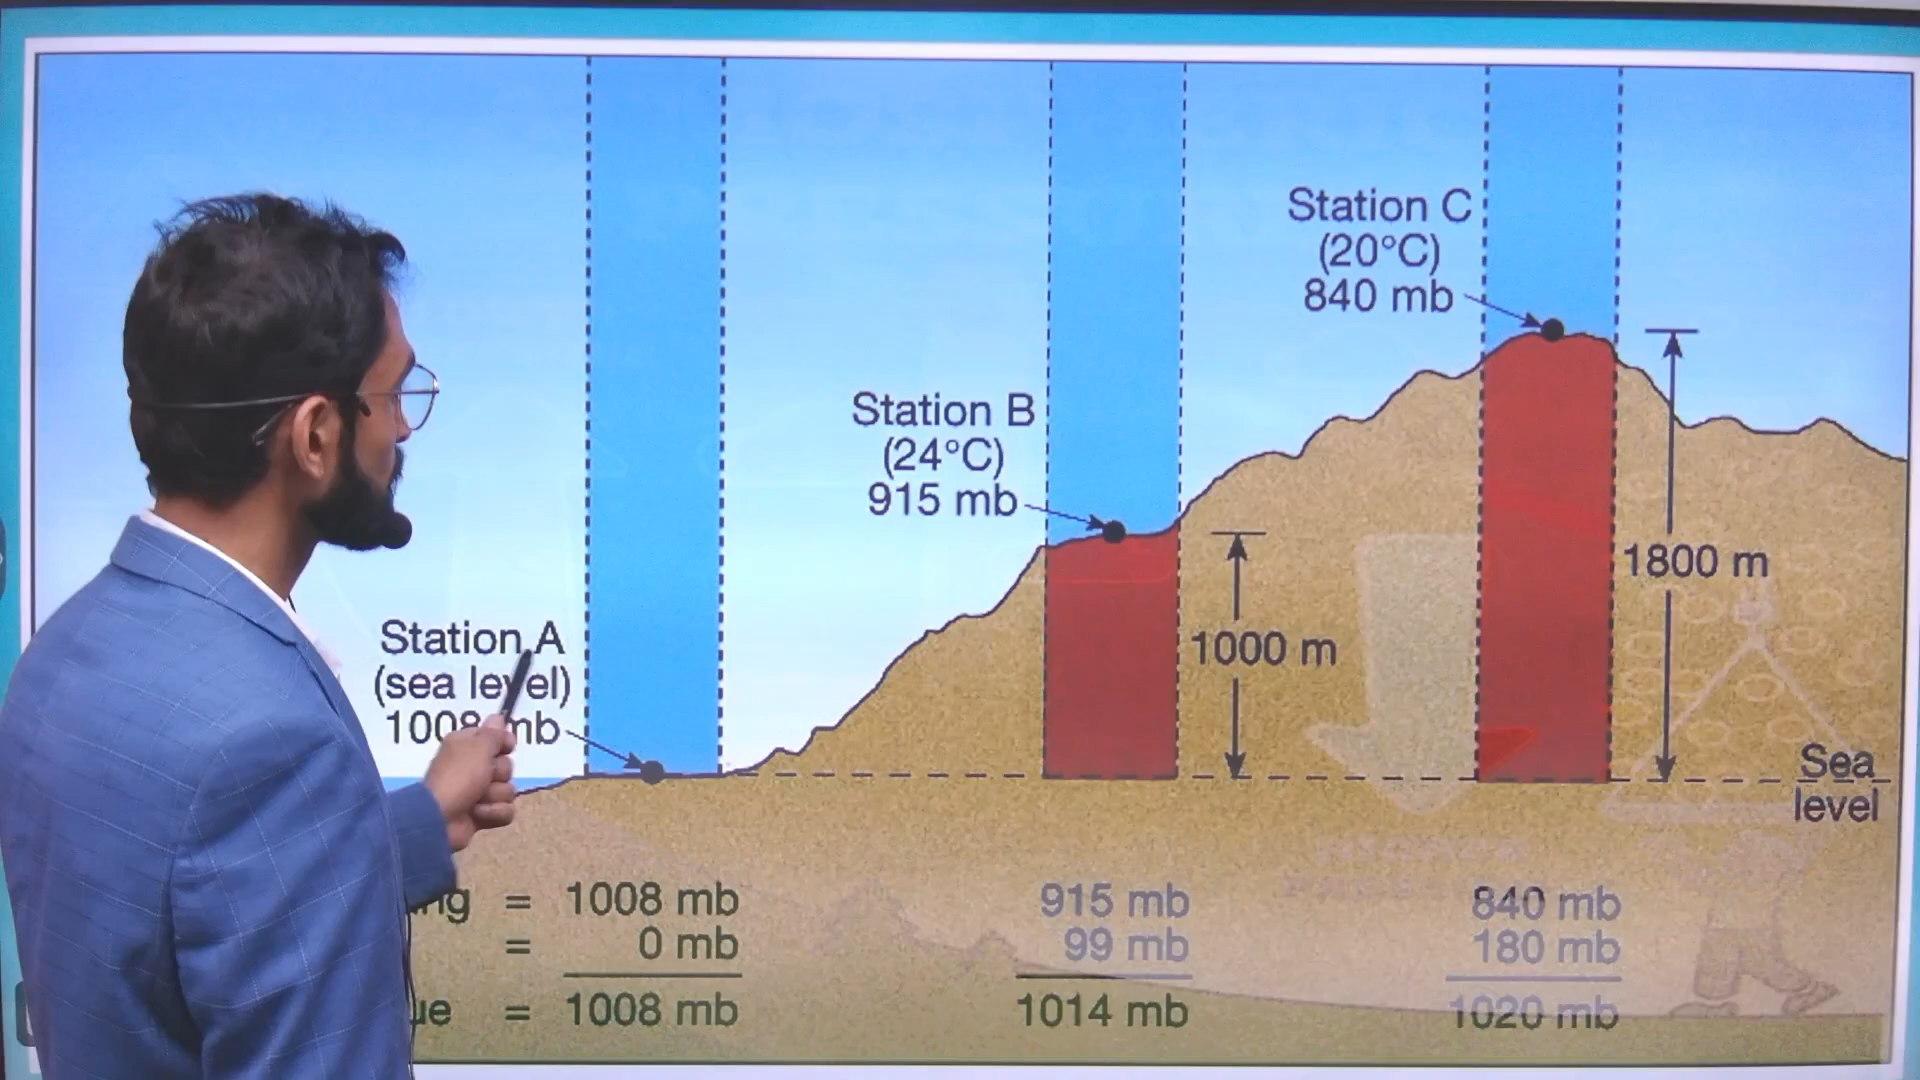 Station C
(20°C)
840 mb
Station B
(24°C)
915 mb
1800 m
Station A
(sea level)
1008 mb
1000 m
Sea
level
= 1008 mb 915 mb 840 mb
= 0 mb 99 mb 180 mb
= 1008 mb 1014 mb 1020 mb